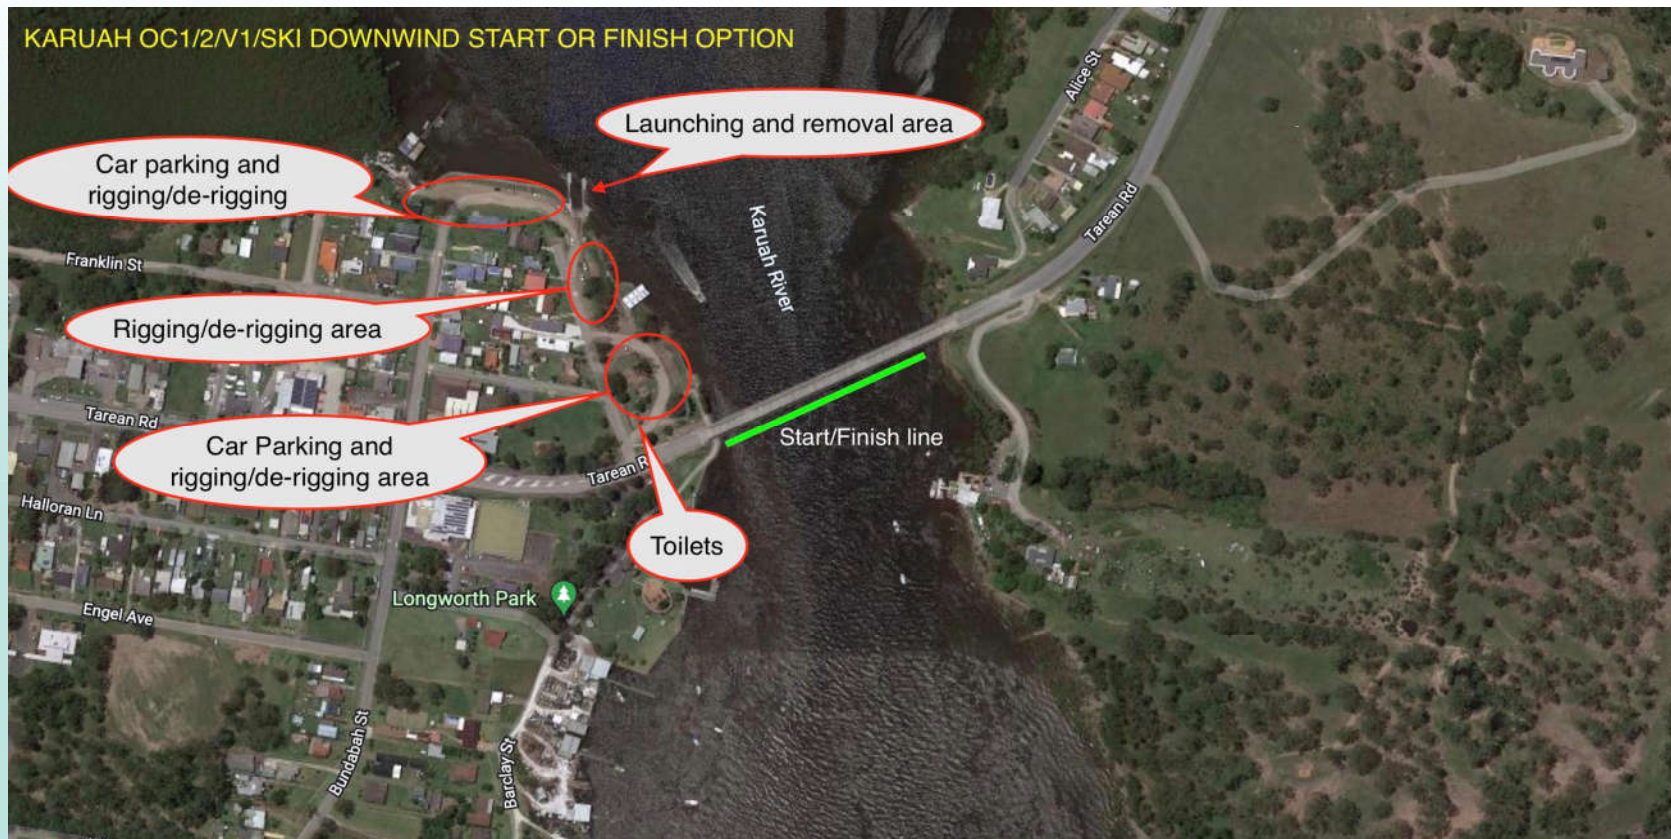 KARUAH OC1/2/V1/SKI DOWNWIND START OR FINISH OPTION
Launching and removal area
Car parking and
rigging/de-rigging
Alice St
Tarean Rd
Karuah River
Franklin St
Rigging/de-rigging area
Tarean Rd
Car Parking and
rigging/de-rigging area
Start/Finish line
Tarean R
Halloran Ln
Toilets
Longworth Park
Engel Ave
Bundabah St
Barclay St